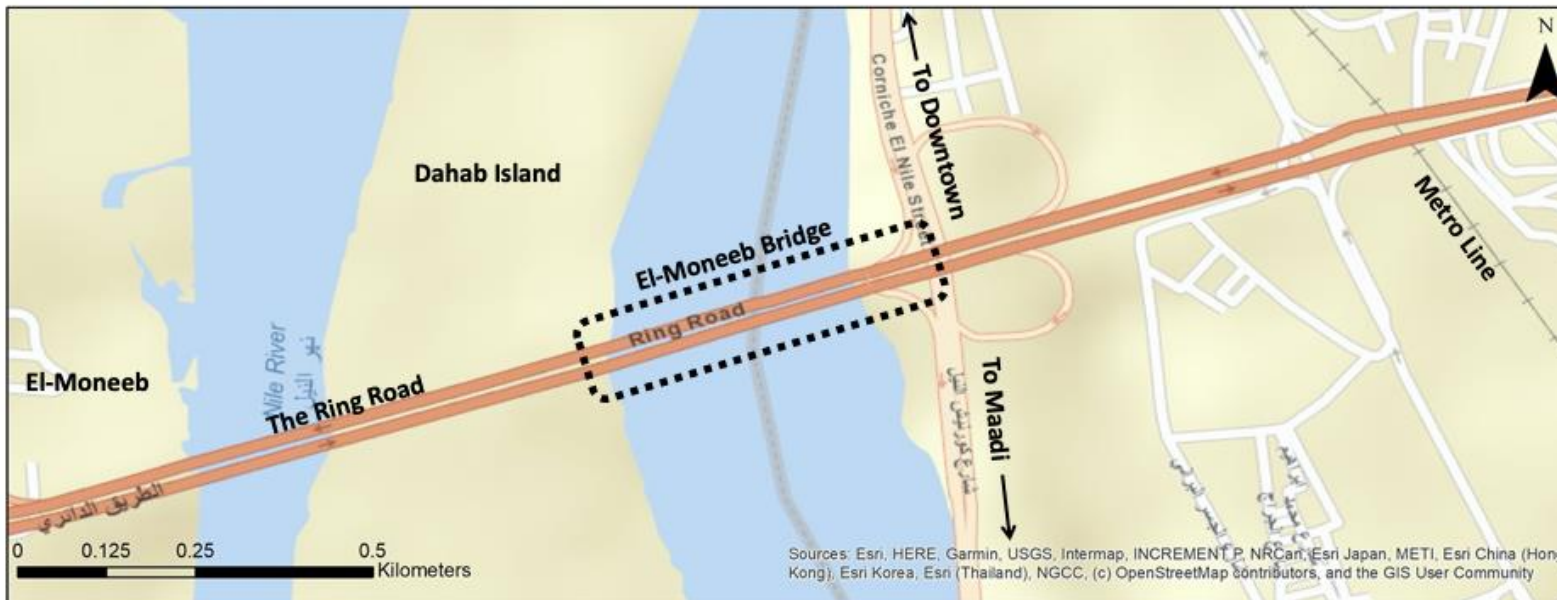 N
To Downtown
Corniche El Nile Street
Dahab Island
El-Moneeb Bridge
Metro Line
Ring Road
Nile River
نهر النيل
El-Moneeb
The Ring Road
To Maadi
شارع كورنيش النيل
الطريق الدائري
0 0.125 0.25 0.5
Kilometers
Sources: Esri, HERE, Garmin, USGS, Intermap, INCREMENT P, NRCan, Esri Japan, METI, Esri China (Hong
Kong), Esri Korea, Esri (Thailand), NGCC, (c) OpenStreetMap contributors, and the GIS User Community